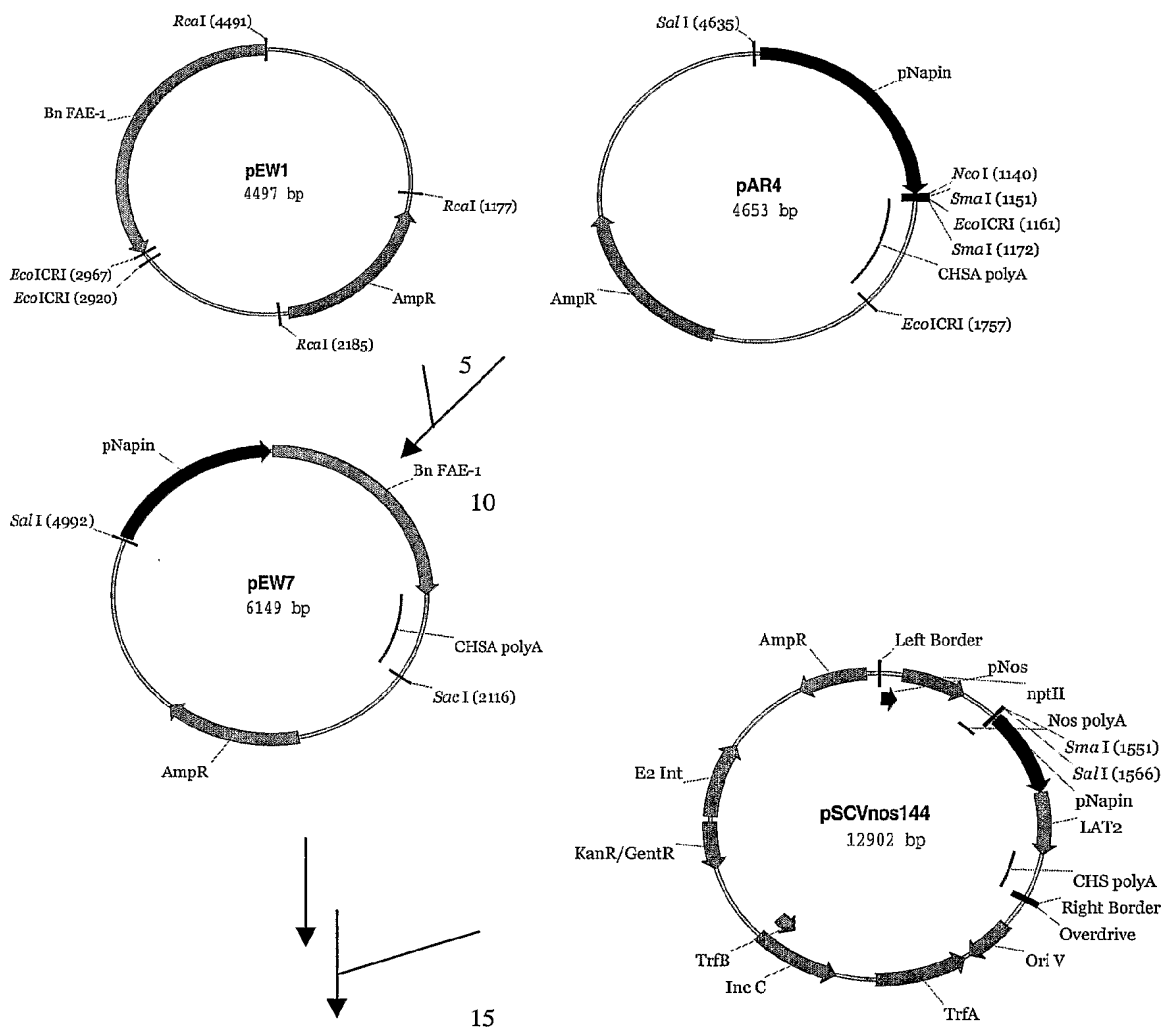 RcaI (4491)
Bn FAE-1
pEW1
4497 bp
RcaI (1177)
EcoICRI (2967)
EcoICRI (2920)
AmpR
RcaI (2185)
SalI (4635)
pNapin
pAR4
4653 bp
NcoI (1140)
SmaI (1151)
EcoICRI (1161)
SmaI (1172)
CHSA polyA
AmpR
EcoICRI (1757)
5
pNapin
Bn FAE-1
10
SalI (4992)
pEW7
6149 bp
CHSA polyA
SacI (2116)
AmpR
AmpR
Left Border
pNos
nptII
Nos polyA
SmaI (1551)
SalI (1566)
pNapin
LAT2
E2 Int
pSCVnos144
12902 bp
KanR/GentR
CHS polyA
Right Border
Overdrive
TrfB
Inc C
Ori V
TrfA
15